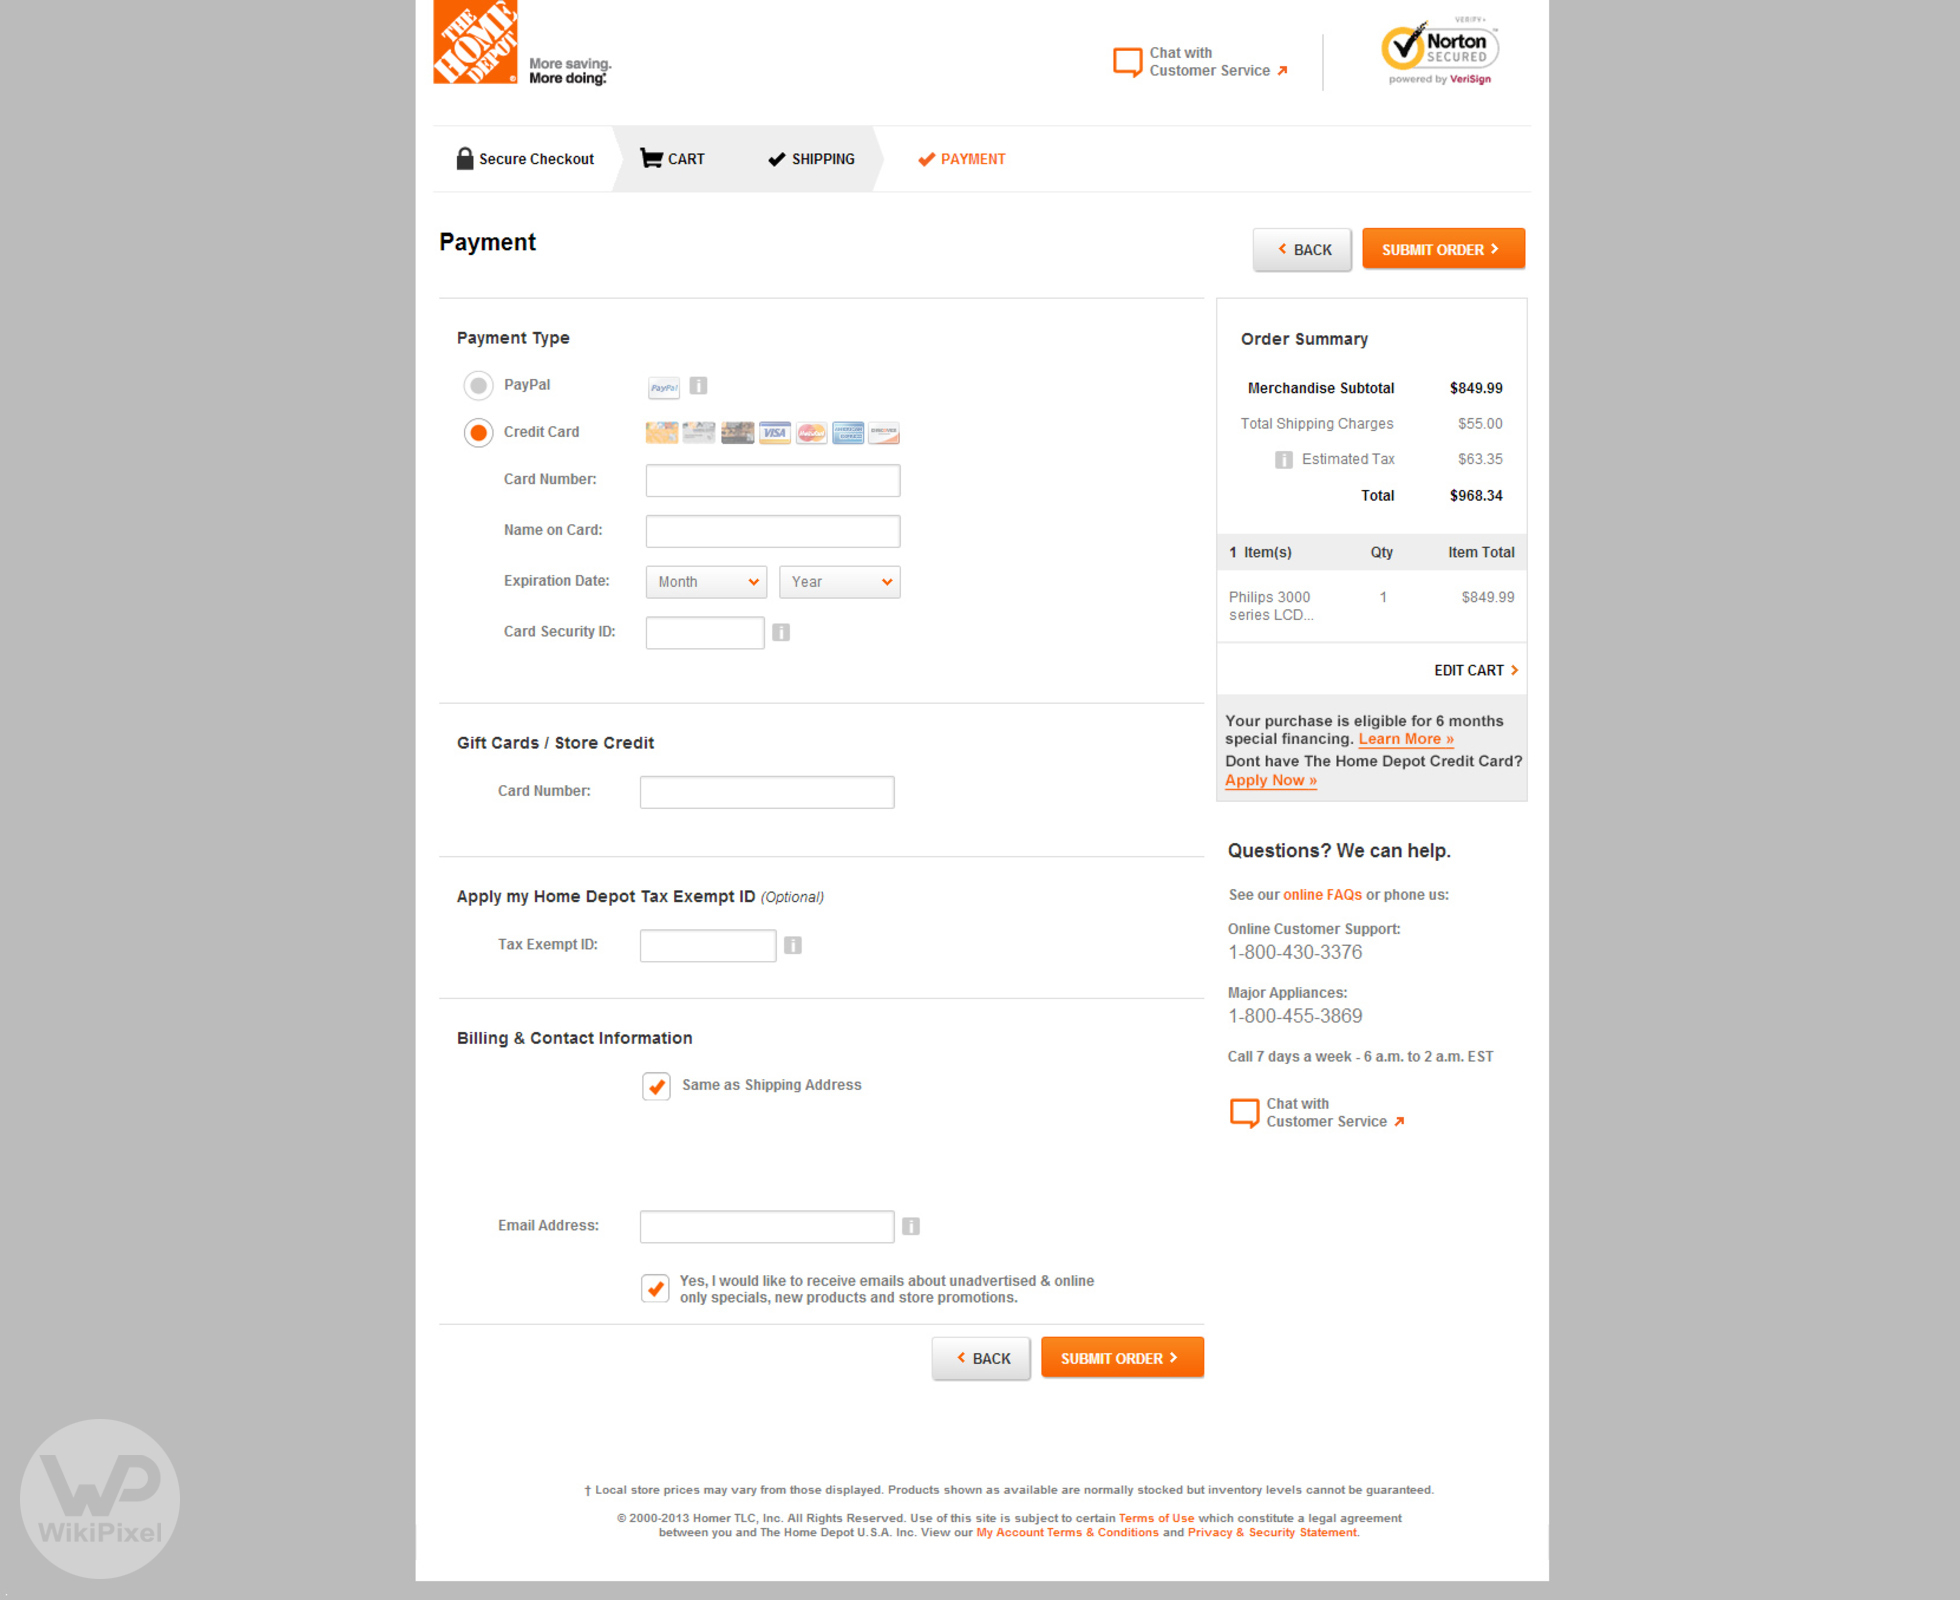 THE
HOME
DEPOT
More saving.
More doing.
Chat with
Customer Service
VERIFY
Norton
SECURED
powered by VeriSign
Secure Checkout
CART
SHIPPING
PAYMENT
Payment
BACK
SUBMIT ORDER
Payment Type
PayPal
PayPal
Credit Card
VISA
Card Number:
Name on Card:
Expiration Date:
Month
Year
Card Security ID:
Gift Cards / Store Credit
Card Number:
Apply my Home Depot Tax Exempt ID (Optional)
Tax Exempt ID:
Billing & Contact Information
Same as Shipping Address
Email Address:
Yes, I would like to receive emails about unadvertised & online
only specials, new products and store promotions.
BACK
SUBMIT ORDER
Order Summary
Merchandise Subtotal $849.99
Total Shipping Charges $55.00
Estimated Tax $63.35
Total $968.34
1 Item(s) Qty Item Total
Philips 3000 1 $849.99
series LCD...
EDIT CART
Your purchase is eligible for 6 months
special financing. Learn More »
Dont have The Home Depot Credit Card?
Apply Now »
Questions? We can help.
See our online FAQs or phone us:
Online Customer Support:
1-800-430-3376
Major Appliances:
1-800-455-3869
Call 7 days a week - 6 a.m. to 2 a.m. EST
Chat with
Customer Service
† Local store prices may vary from those displayed. Products shown as available are normally stocked but inventory levels cannot be guaranteed.
© 2000-2013 Homer TLC, Inc. All Rights Reserved. Use of this site is subject to certain Terms of Use which constitute a legal agreement
between you and The Home Depot U.S.A. Inc. View our My Account Terms & Conditions and Privacy & Security Statement.
WP
WikiPixel